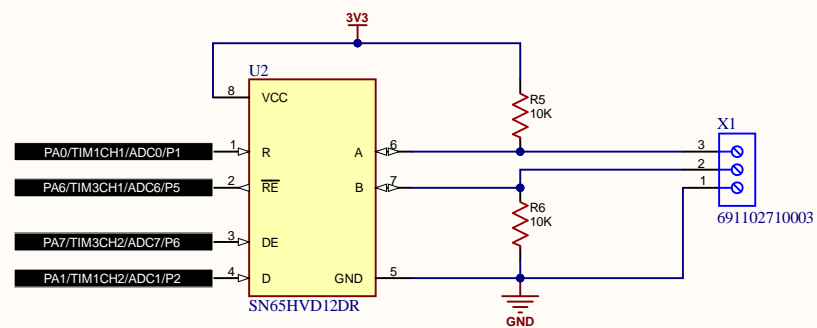 3V3
U2
8 VCC
R5
10K
X1
PA0/TIM1CH1/ADC0/P1 1 R A 6 3
2
PA6/TIM3CH1/ADC6/P5 2 RE B 7 1
R6
10K
691102710003
PA7/TIM3CH2/ADC7/P6 3 DE
PA1/TIM1CH2/ADC1/P2 4 D GND 5
SN65HVD12DR
GND